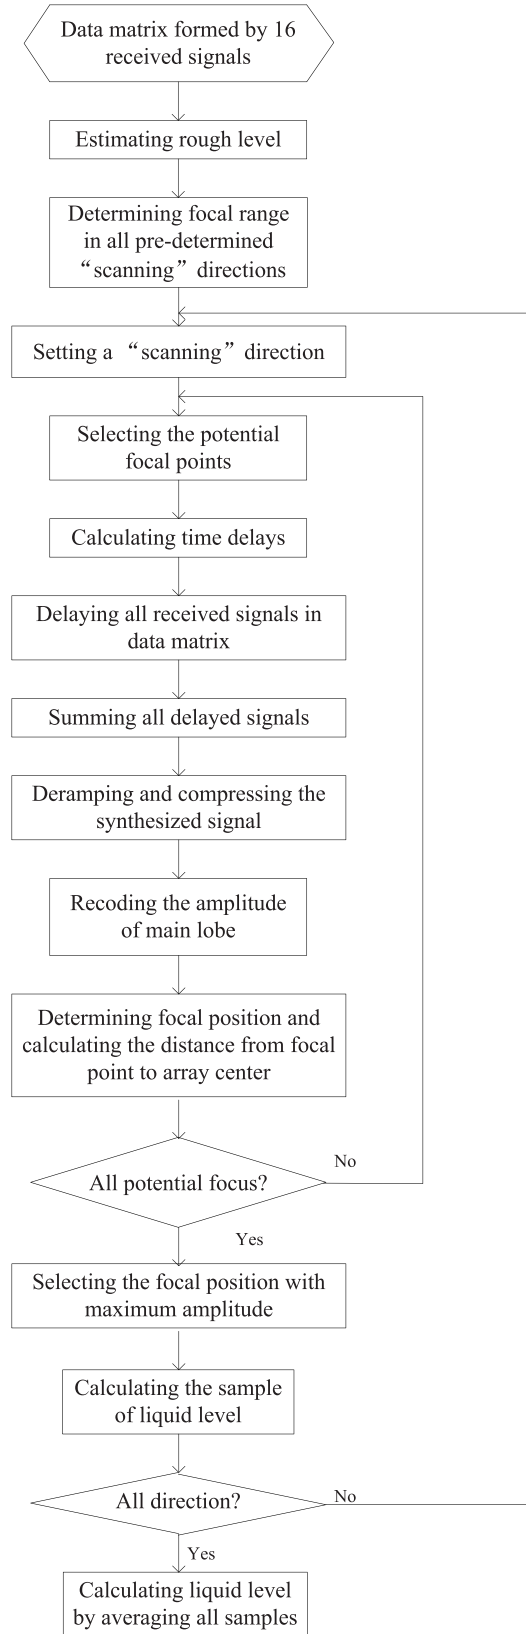 Data matrix formed by 16
received signals
Estimating rough level
Determining focal range
in all pre-determined
“scanning” directions
Setting a “scanning” direction
Selecting the potential
focal points
Calculating time delays
Delaying all received signals in
data matrix
Summing all delayed signals
Deramping and compressing the
synthesized signal
Recoding the amplitude
of main lobe
Determining focal position and
calculating the distance from focal
point to array center
All potential focus?
No
Yes
Selecting the focal position with
maximum amplitude
Calculating the sample
of liquid level
All direction?
No
Yes
Calculating liquid level
by averaging all samples